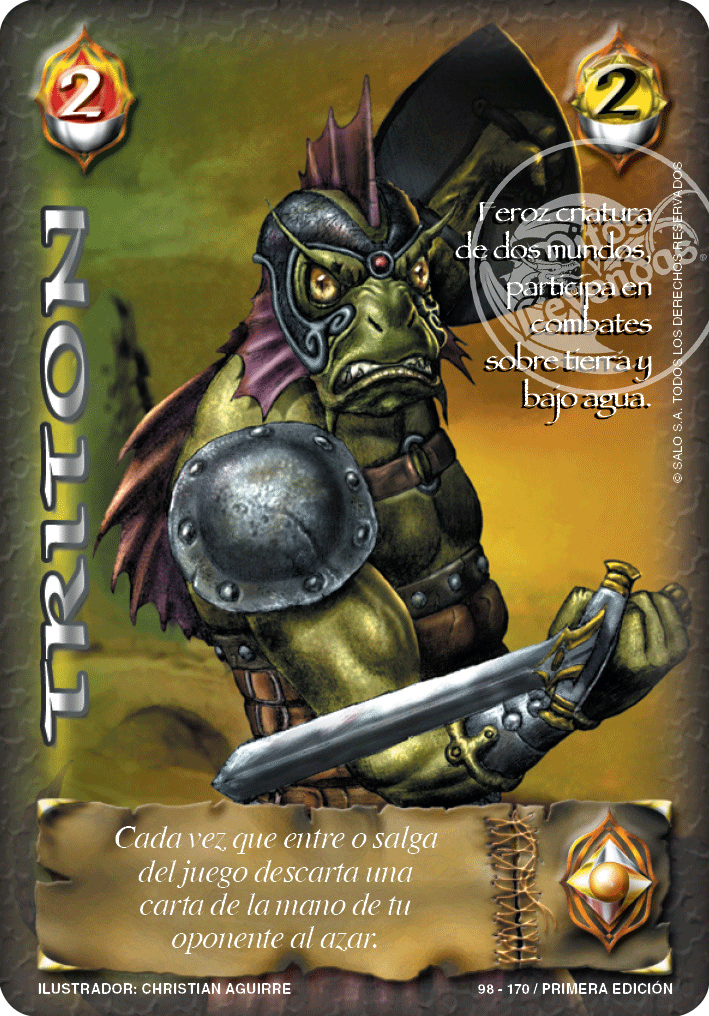 2
2
TRITON
Feroz criatura
de dos mundos,
participa en
combates
sobre tierra y
bajo agua.
© SALO S.A. TODOS LOS DERECHOS RESERVADOS
Cada vez que entre o salga
del juego descarta una
carta de la mano de tu
oponente al azar.
ILUSTRADOR: CHRISTIAN AGUIRRE
98 - 170 / PRIMERA EDICIÓN